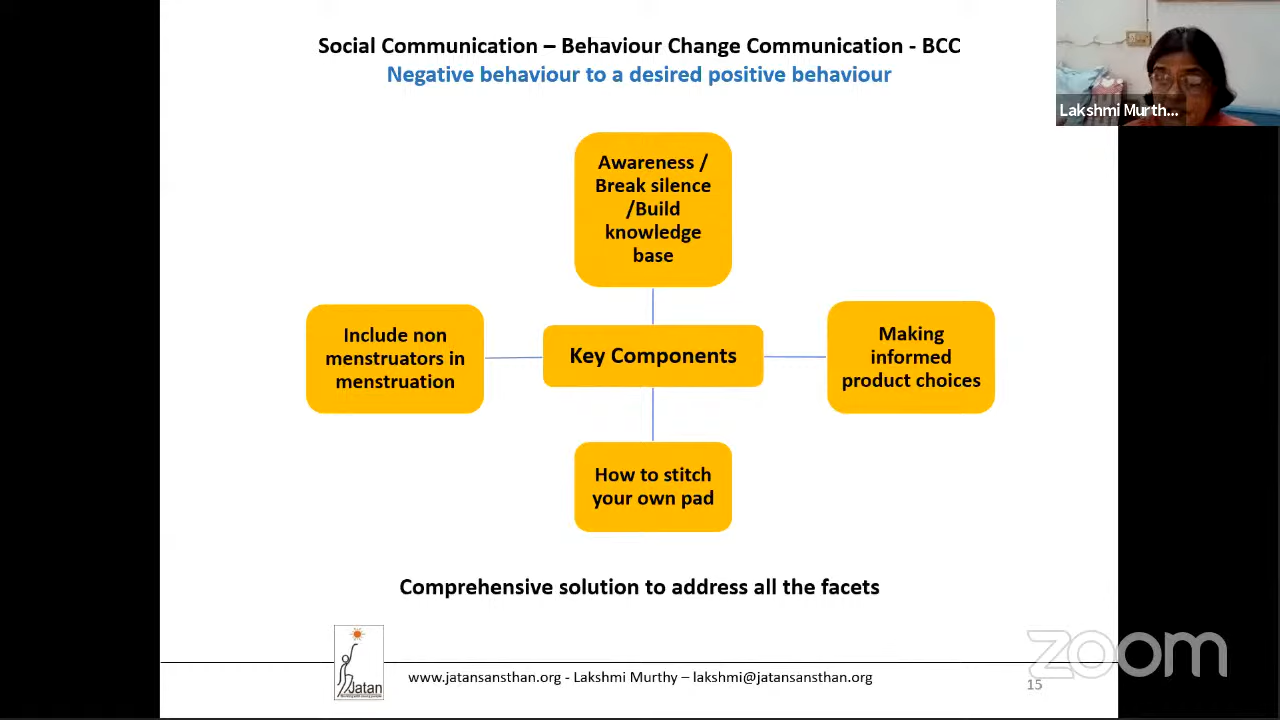 Social Communication – Behaviour Change Communication - BCC
Negative behaviour to a desired positive behaviour
Lakshmi Murth...
Awareness /
Break silence
/Build
knowledge
base
Include non
menstruators in
menstruation
Key Components
Making
informed
product choices
How to stitch
your own pad
Comprehensive solution to address all the facets
Jatan
www.jatansansthan.org - Lakshmi Murthy – lakshmi@jatansansthan.org
zoom
15